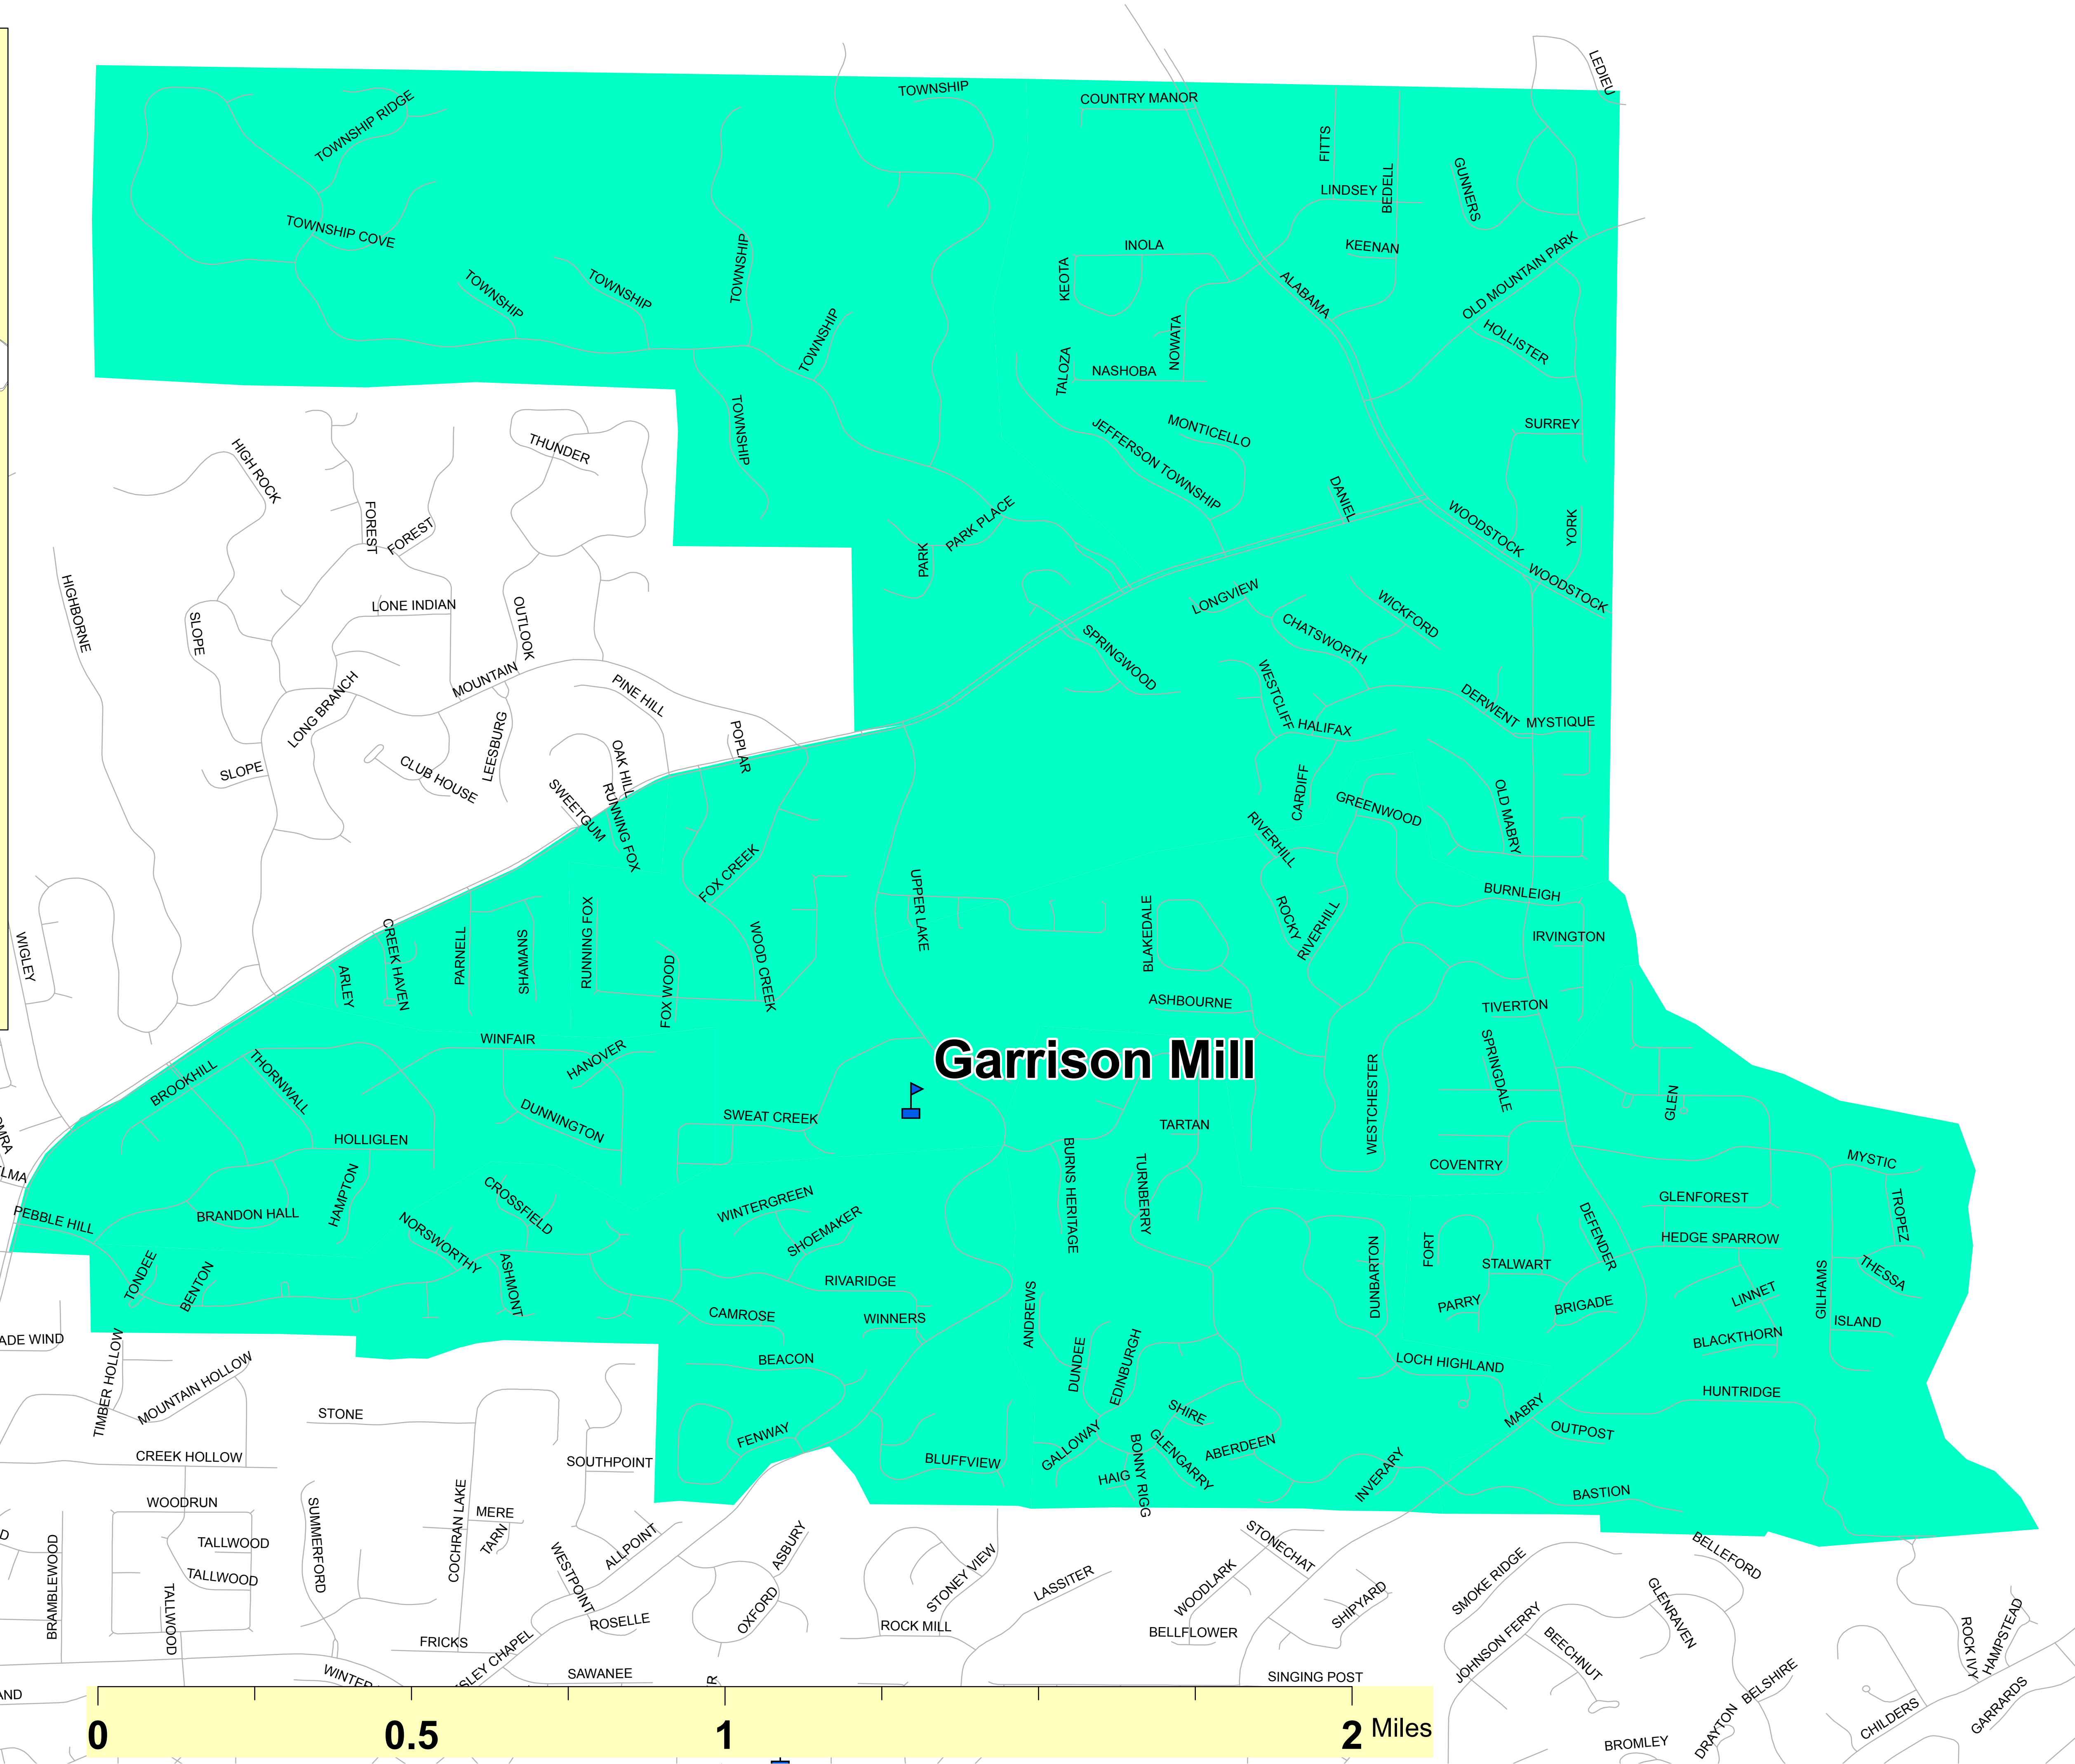 LEDIEU
TOWNSHIP
COUNTRY MANOR
TOWNSHIP RIDGE
FITTS
BEDELL
GUNNERS
LINDSEY
TOWNSHIP COVE
INOLA
KEENAN
KEOTA
TOWNSHIP
TOWNSHIP
TOWNSHIP
ALABAMA
OLD MOUNTAIN PARK
TOWNSHIP
NOWATA
HOLLISTER
TALOZA
NASHOBA
TOWNSHIP
MONTICELLO
JEFFERSON TOWNSHIP
SURREY
THUNDER
HIGH ROCK
FOREST
FOREST
DANIEL
PARK PLACE
PARK
WOODSTOCK
YORK
WOODSTOCK
HIGHBORNE
SLOPE
LONE INDIAN
OUTLOOK
LONGVIEW
WICKFORD
CHATSWORTH
SPRINGWOOD
MOUNTAIN
LONG BRANCH
PINE HILL
WESTCLIFF
DERWENT
MYSTIQUE
HALIFAX
LEESBURG
POPLAR
SLOPE
CLUB HOUSE
OAK HILL
SWEETGUM
RUNNING FOX
CARDIFF
GREENWOOD
OLD MABRY
RIVERHILL
FOX CREEK
BURNLEIGH
UPPER LAKE
BLAKEDALE
ROCKY
RIVERHILL
IRVINGTON
WIGLEY
CREEK HAVEN
ARLEY
PARNELL
SHAMANS
RUNNING FOX
FOX WOOD
WOOD CREEK
ASHBOURNE
TIVERTON
WINFAIR
HANOVER
Garrison Mill
SPRINGDALE
BROOKHILL
THORNWALL
WESTCHESTER
GLEN
DUNNINGTON
SWEAT CREEK
TARTAN
HOLLIGLEN
MRA
LMA
BURNS HERITAGE
TURNBERRY
COVENTRY
MYSTIC
HAMPTON
CROSSFIELD
WINTERGREEN
GLENFOREST
TROPEZ
PEBBLE HILL
BRANDON HALL
NORSWORTHY
SHOEMAKER
DUNBARTON
FORT
DEFENDER
HEDGE SPARROW
TONDEE
BENTON
ASHMONT
RIVARIDGE
STALWART
THESSA
CAMROSE
WINNERS
ANDREWS
PARRY
BRIGADE
LINNET
GILHAMS
ISLAND
ADE WIND
TIMBER HOLLOW
MOUNTAIN HOLLOW
BEACON
DUNDEE
EDINBURGH
LOCH HIGHLAND
BLACKTHORN
HUNTRIDGE
STONE
FENWAY
SHIRE
MABRY
OUTPOST
CREEK HOLLOW
SOUTHPOINT
BLUFFVIEW
GALLOWAY
BONNY RIGG
GLENGARRY
ABERDEEN
HAIG
INVERARY
BASTION
WOODRUN
SUMMERFORD
COCHRAN LAKE
MERE
TARN
BRAMBLEWOOD
TALLWOOD
TALLWOOD
TALLWOOD
WESTPOINT
ALLPOINT
ASBURY
STONEY VIEW
LASSITER
STONECHAT
WOODLARK
SMOKE RIDGE
BELLEFORD
OXFORD
ROSELLE
ROCK MILL
SHIPYARD
BELLFLOWER
JOHNSON FERRY
GLENRAVEN
BEECHNUT
FRICKS
SLEY CHAPEL
SAWANEE
SINGING POST
BELSHIRE
ROCK IVY
HAMPSTEAD
WINTER
R
AND
DRAYTON
CHILDERS
GARRARDS
BROMLEY
0 0.5 1 2 Miles